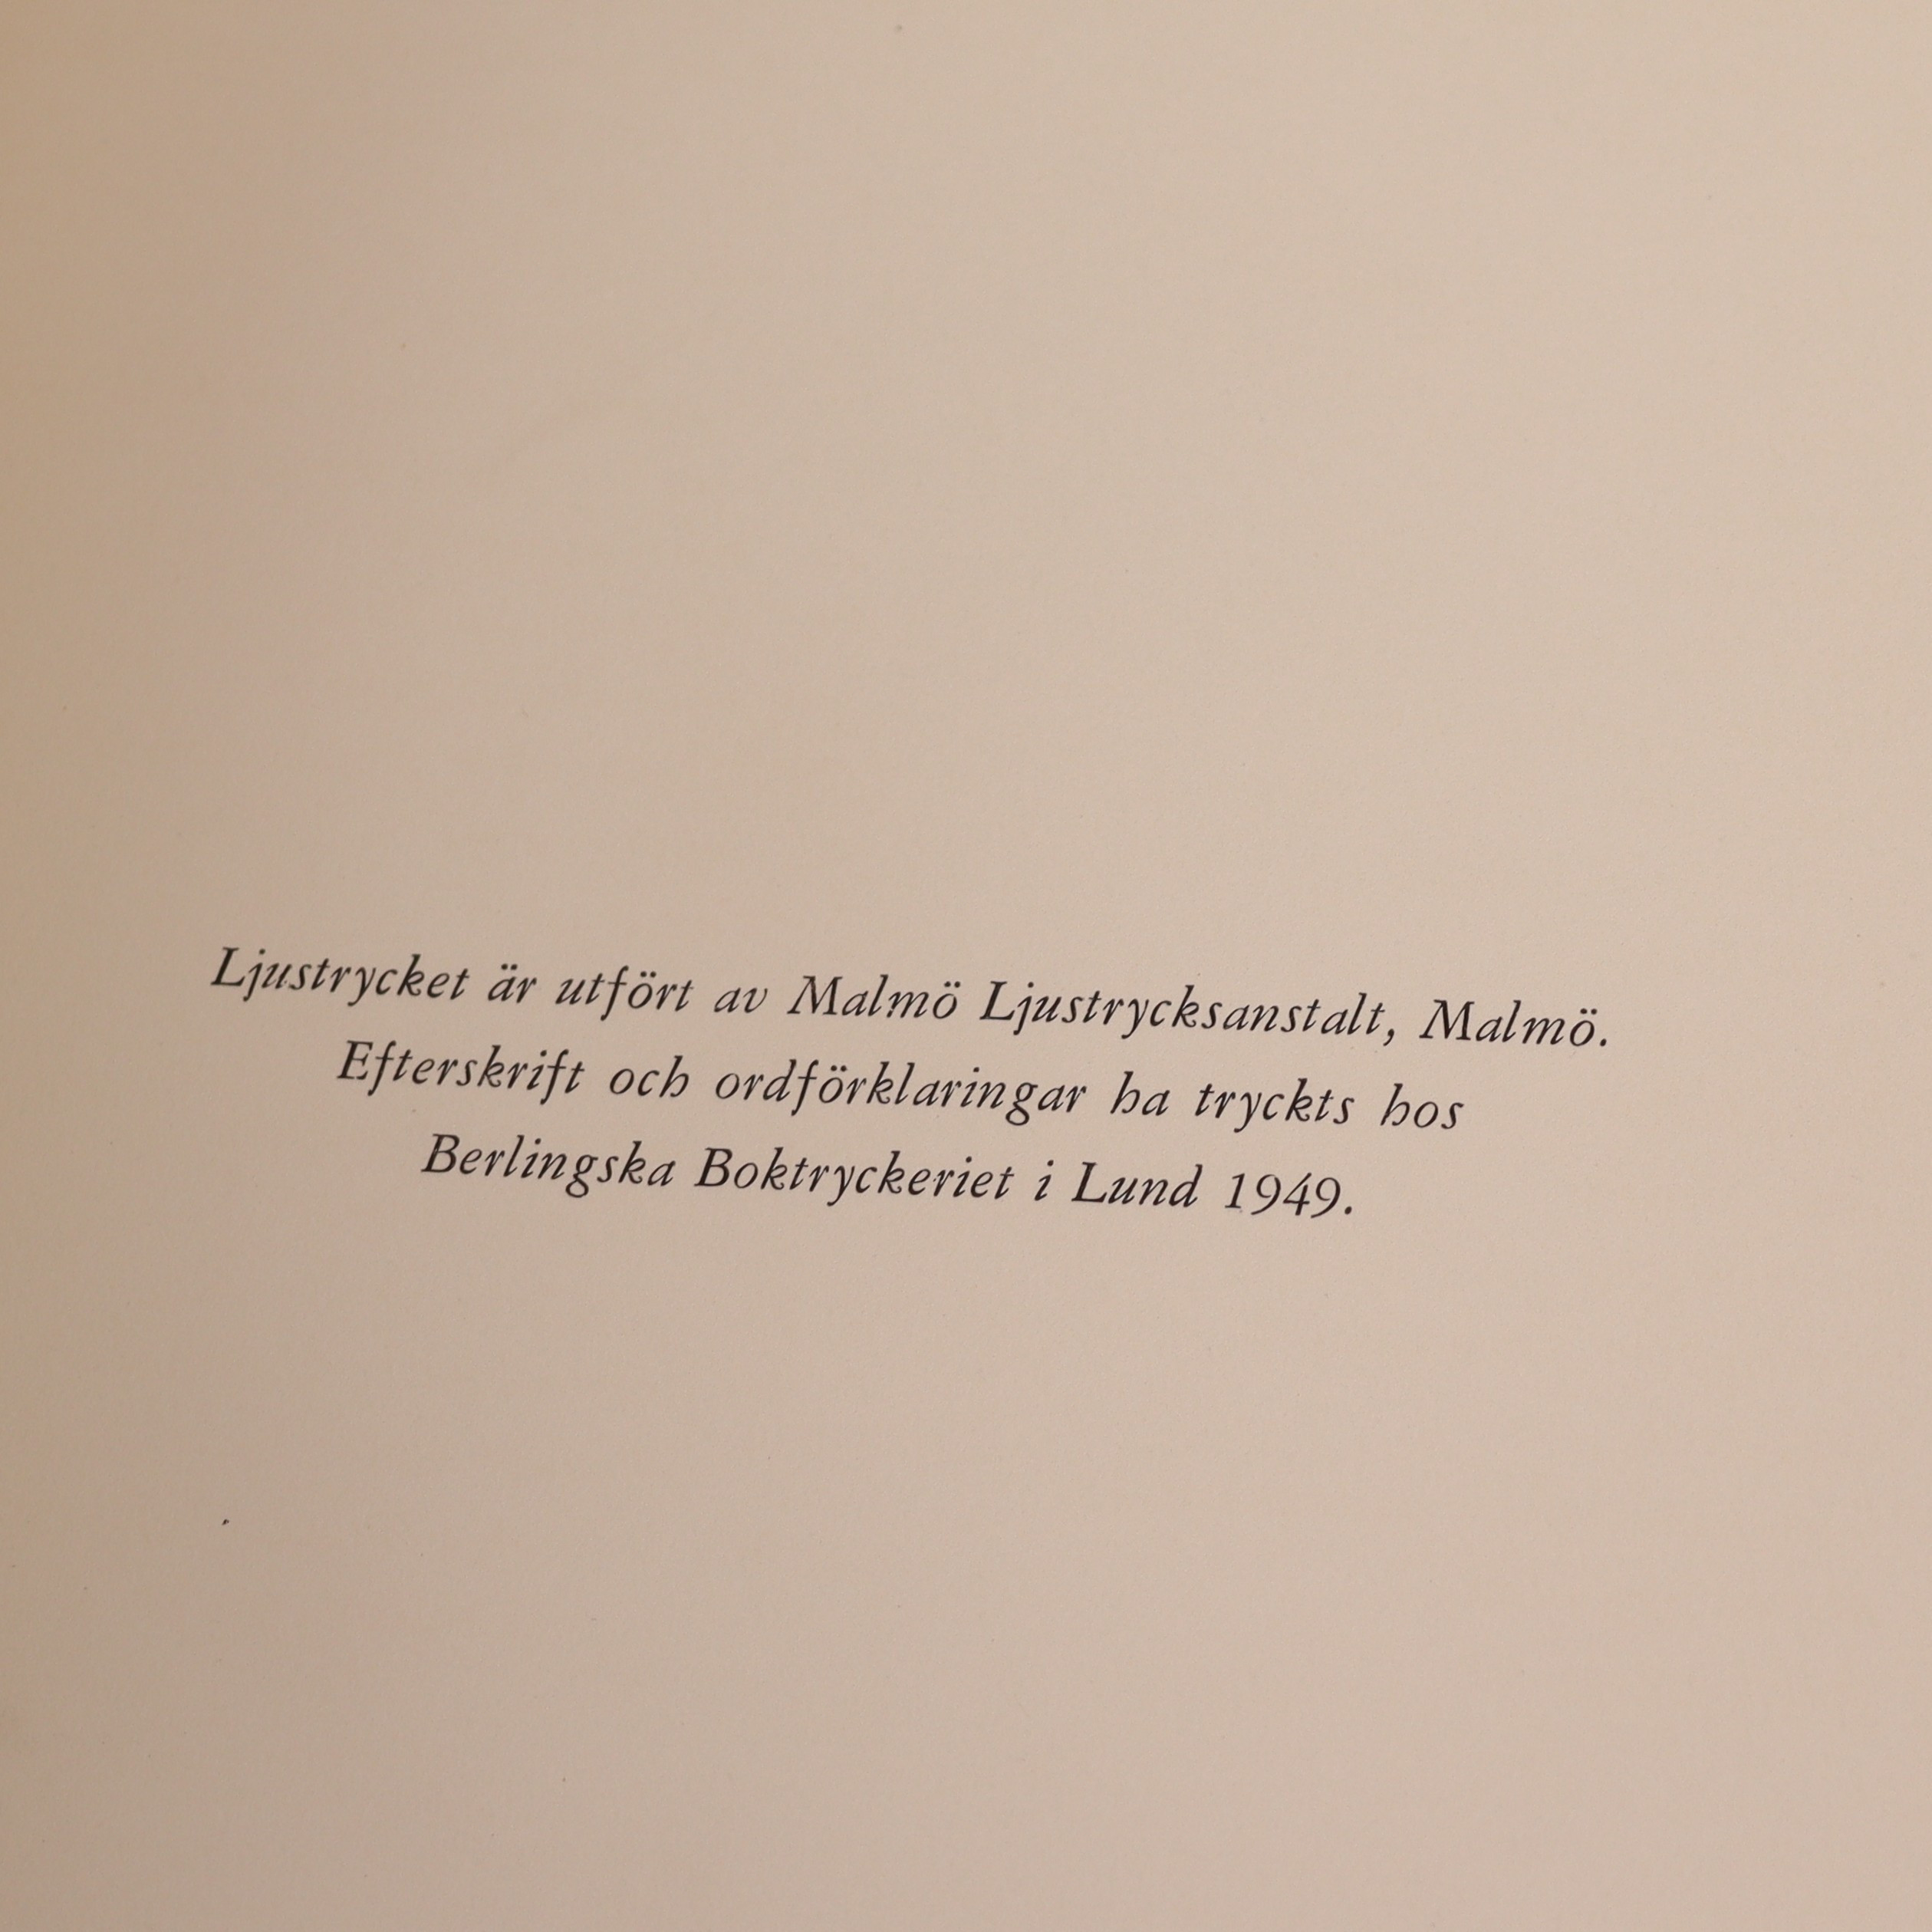 Ljustrycket är utfört av Malmö Ljustrycksanstalt, Malmö.
Efterskrift och ordförklaringar ha tryckts hos
Berlingska Boktryckeriet i Lund 1949.